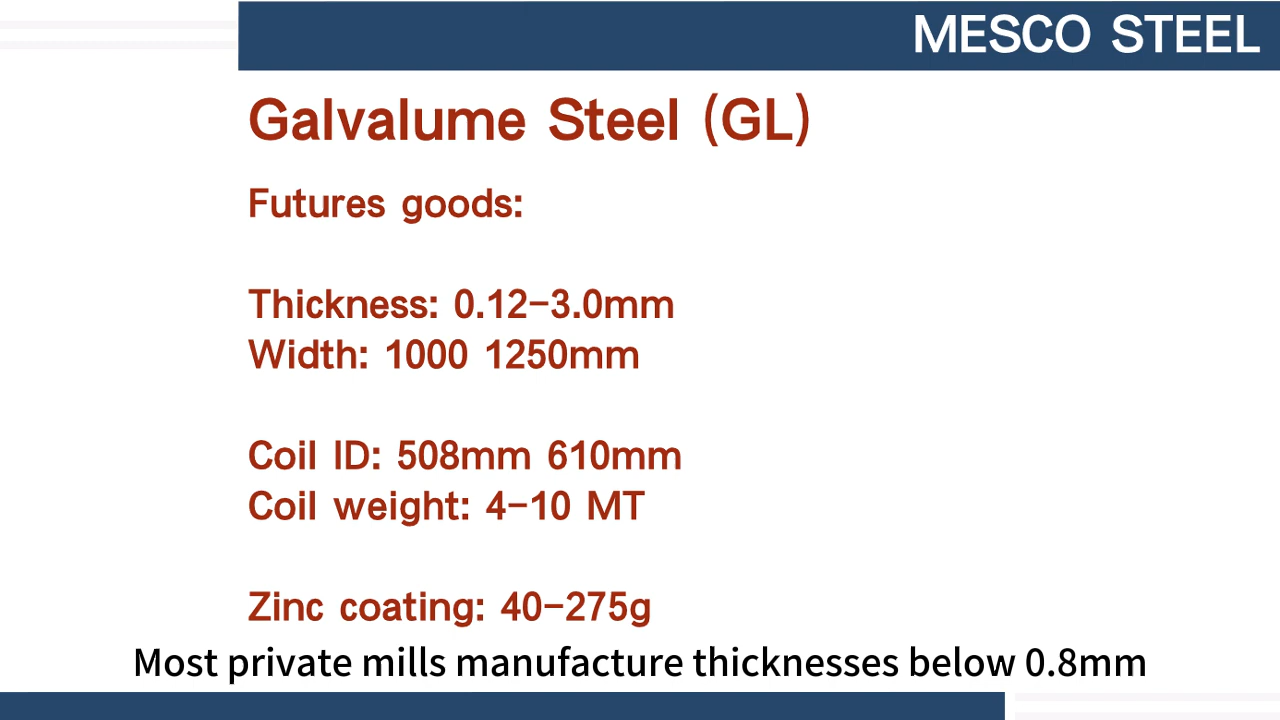 MESCO STEEL
Galvalume Steel (GL)
Futures goods:
Thickness: 0.12-3.0mm
Width: 1000 1250mm
Coil ID: 508mm 610mm
Coil weight: 4-10 MT
Zinc coating: 40-275g
Most private mills manufacture thicknesses below 0.8mm